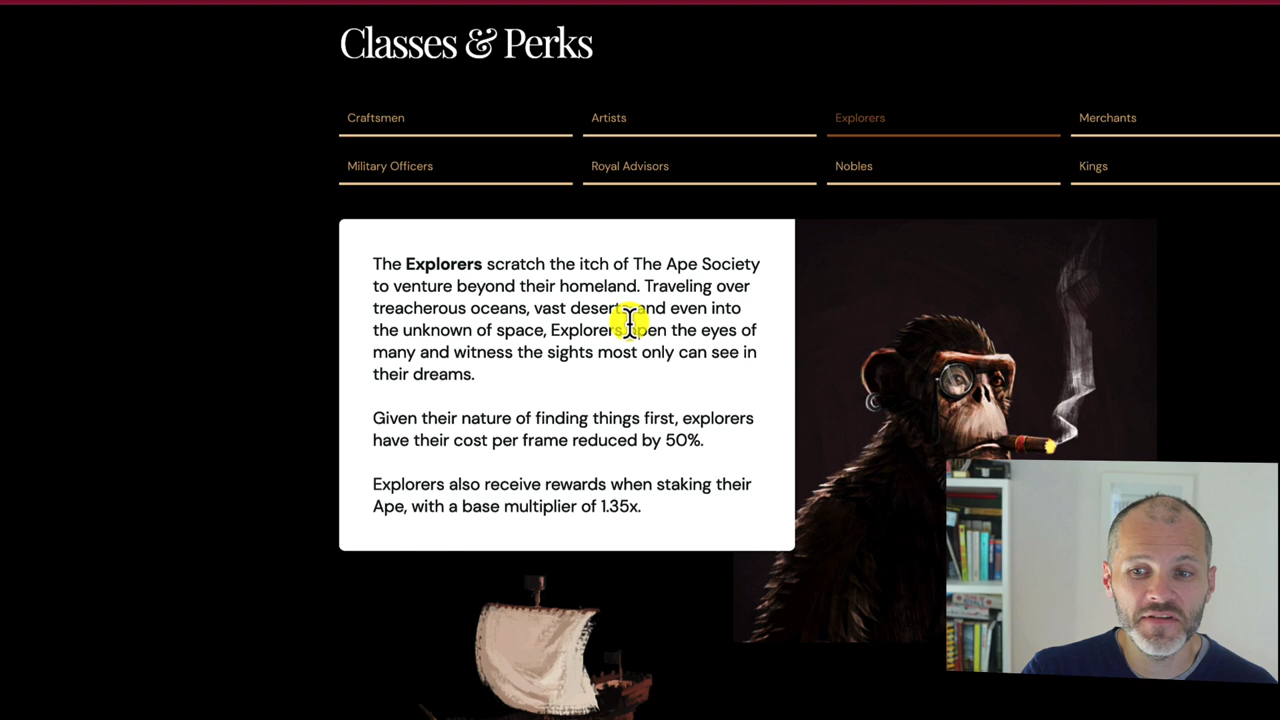 Classes & Perks
Craftsmen
Artists
Explorers
Merchants
Military Officers
Royal Advisors
Nobles
Kings
The Explorers scratch the itch of The Ape Society
to venture beyond their homeland. Traveling over
treacherous oceans, vast deserts and even into
the unknown of space, Explorers open the eyes of
many and witness the sights most only can see in
their dreams.
Given their nature of finding things first, explorers
have their cost per frame reduced by 50%.
Explorers also receive rewards when staking their
Ape, with a base multiplier of 1.35x.